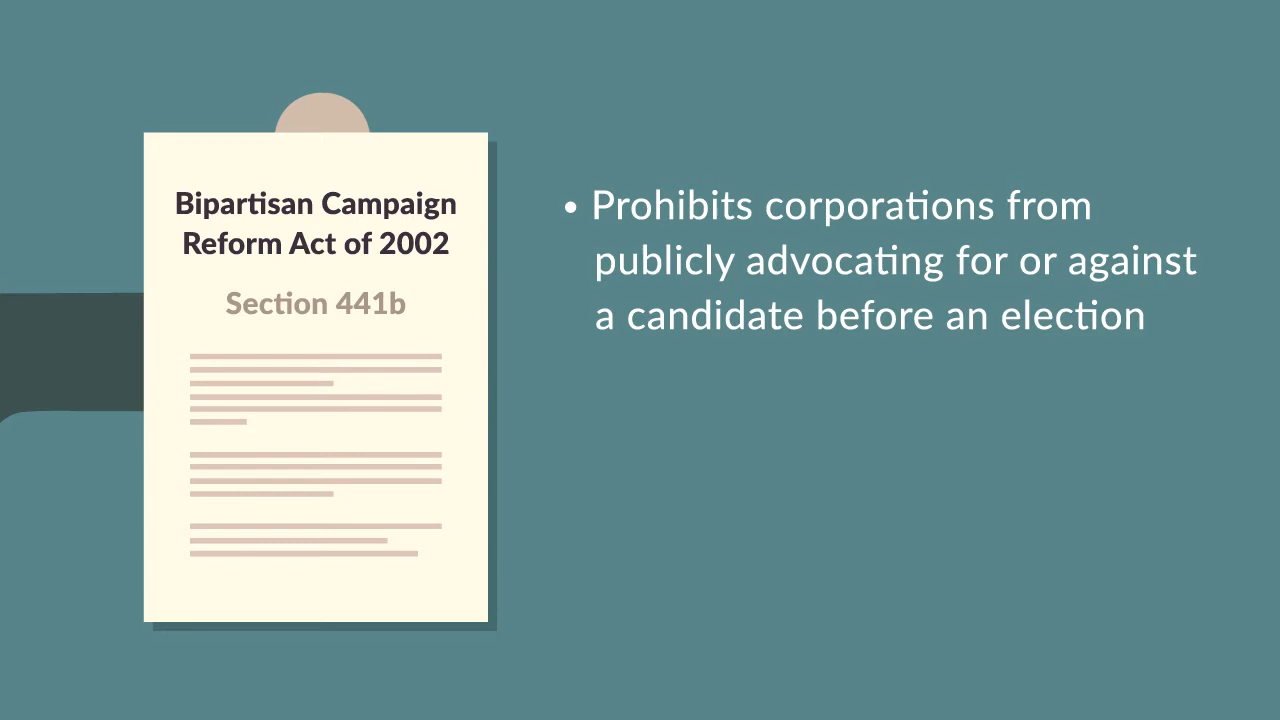 Bipartisan Campaign
Reform Act of 2002
Section 441b
• Prohibits corporations from
publicly advocating for or against
a candidate before an election